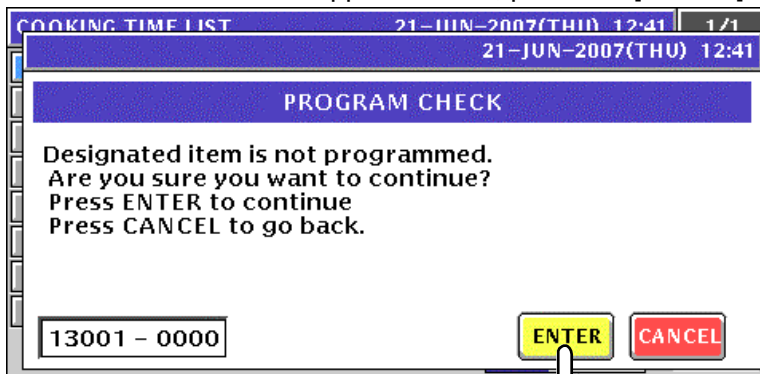 COOKING TIME LIST 21-JUN-2007(THU) 12:41 1/1
21-JUN-2007(THU) 12:41
PROGRAM CHECK
Designated item is not programmed.
Are you sure you want to continue?
Press ENTER to continue
Press CANCEL to go back.
13001 - 0000 ENTER CANCEL